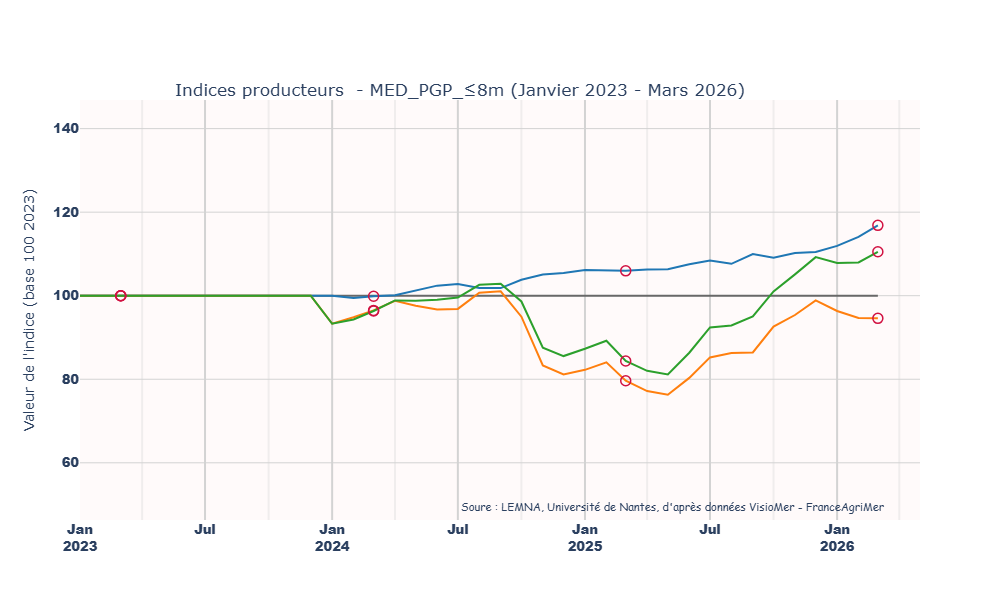 Indices producteurs  - MED_PGP_≤8m (Janvier 2023 - Mars 2026)
Valeur de l'indice (base 100 2023)
140
120
100
80
60
Soure : LEMNA, Université de Nantes, d'après données VisioMer - FranceAgriMer
Jan Jul Jan Jul Jan Jul Jan
2023 2024 2025 2026